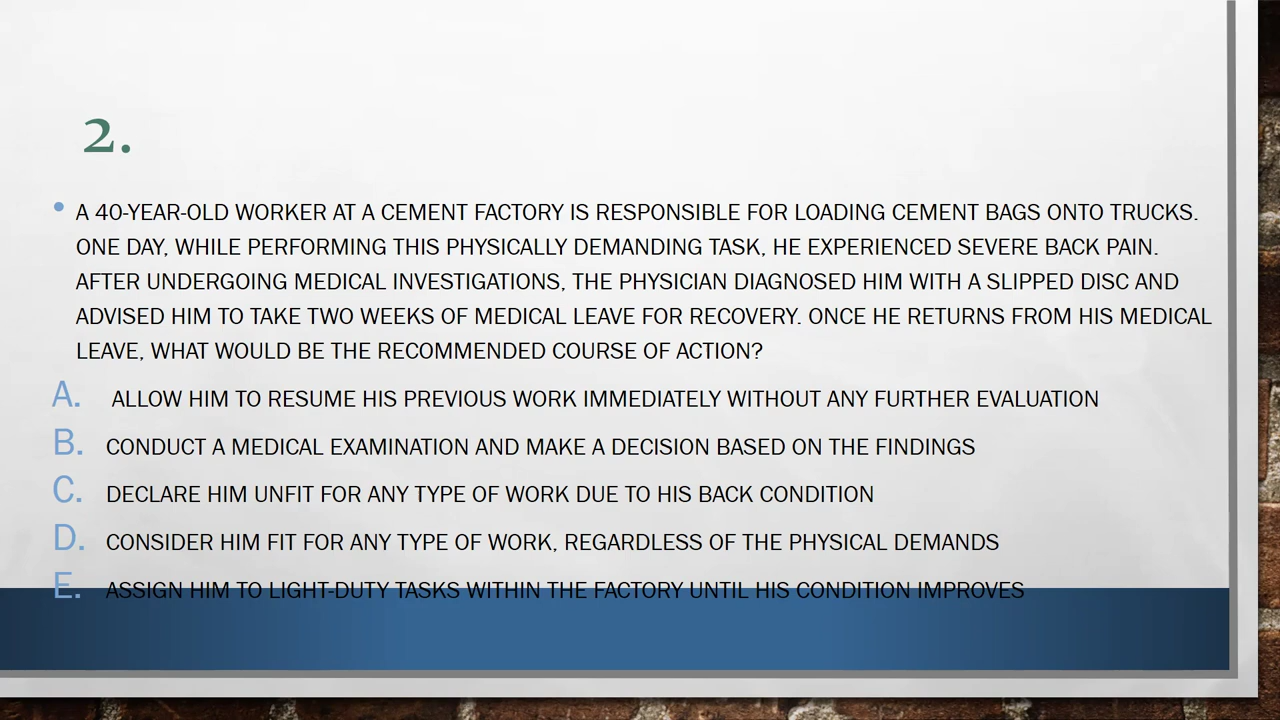 2.
• A 40-YEAR-OLD WORKER AT A CEMENT FACTORY IS RESPONSIBLE FOR LOADING CEMENT BAGS ONTO TRUCKS.
ONE DAY, WHILE PERFORMING THIS PHYSICALLY DEMANDING TASK, HE EXPERIENCED SEVERE BACK PAIN.
AFTER UNDERGOING MEDICAL INVESTIGATIONS, THE PHYSICIAN DIAGNOSED HIM WITH A SLIPPED DISC AND
ADVISED HIM TO TAKE TWO WEEKS OF MEDICAL LEAVE FOR RECOVERY. ONCE HE RETURNS FROM HIS MEDICAL
LEAVE, WHAT WOULD BE THE RECOMMENDED COURSE OF ACTION?
A. ALLOW HIM TO RESUME HIS PREVIOUS WORK IMMEDIATELY WITHOUT ANY FURTHER EVALUATION
B. CONDUCT A MEDICAL EXAMINATION AND MAKE A DECISION BASED ON THE FINDINGS
C. DECLARE HIM UNFIT FOR ANY TYPE OF WORK DUE TO HIS BACK CONDITION
D. CONSIDER HIM FIT FOR ANY TYPE OF WORK, REGARDLESS OF THE PHYSICAL DEMANDS
E. ASSIGN HIM TO LIGHT-DUTY TASKS WITHIN THE FACTORY UNTIL HIS CONDITION IMPROVES